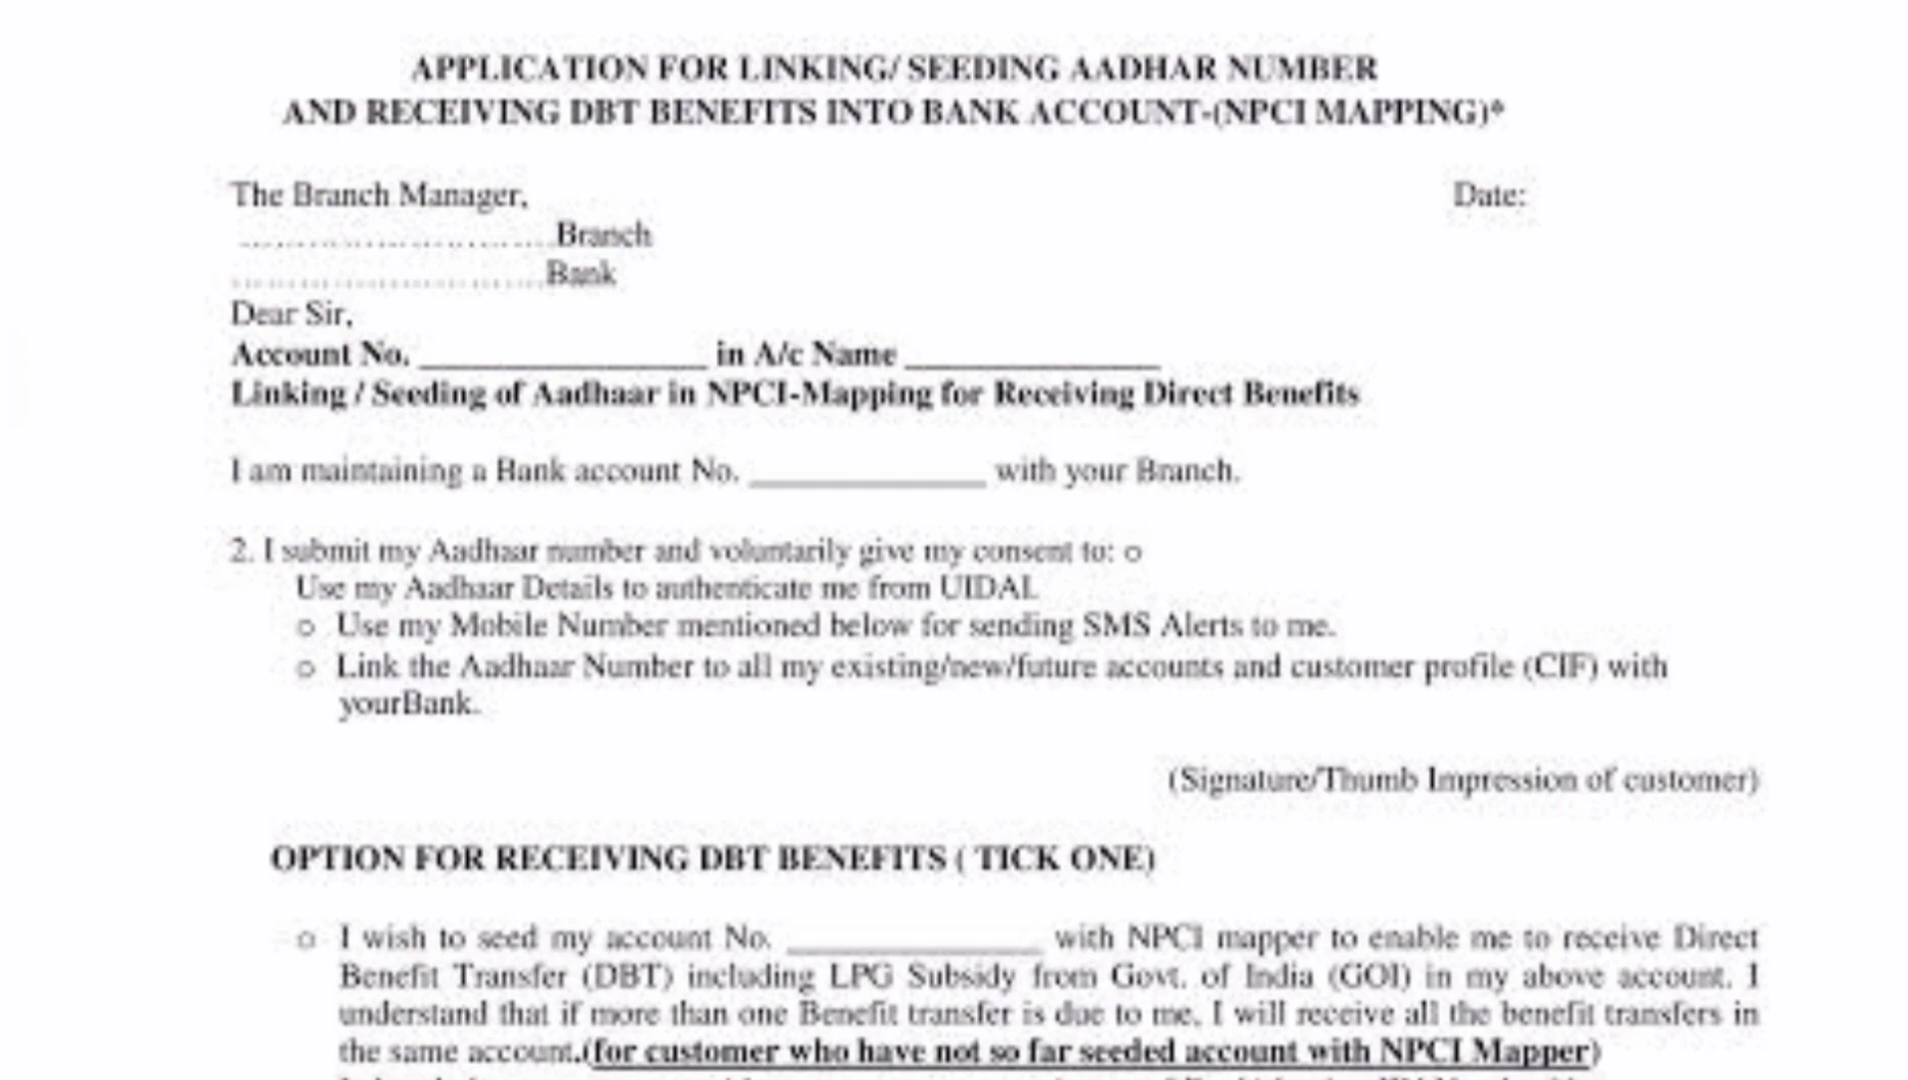 APPLICATION FOR LINKING/ SEEDING AADHAR NUMBER
AND RECEIVING DBT BENEFITS INTO BANK ACCOUNT-(NPCI MAPPING)*
The Branch Manager, Date:
................................Branch
................................Bank
Dear Sir,
Account No. __________________ in A/c Name ________________
Linking / Seeding of Aadhaar in NPCI-Mapping for Receiving Direct Benefits
I am maintaining a Bank account No. _______________ with your Branch.
2. I submit my Aadhaar number and voluntarily give my consent to: o
Use my Aadhaar Details to authenticate me from UIDAI.
o Use my Mobile Number mentioned below for sending SMS Alerts to me.
o Link the Aadhaar Number to all my existing/new/future accounts and customer profile (CIF) with
yourBank.
(Signature/Thumb Impression of customer)
OPTION FOR RECEIVING DBT BENEFITS ( TICK ONE)
o I wish to seed my account No. ________________ with NPCI mapper to enable me to receive Direct
Benefit Transfer (DBT) including LPG Subsidy from Govt. of India (GOI) in my above account. I
understand that if more than one Benefit transfer is due to me, I will receive all the benefit transfers in
the same account.(for customer who have not so far seeded account with NPCI Mapper)